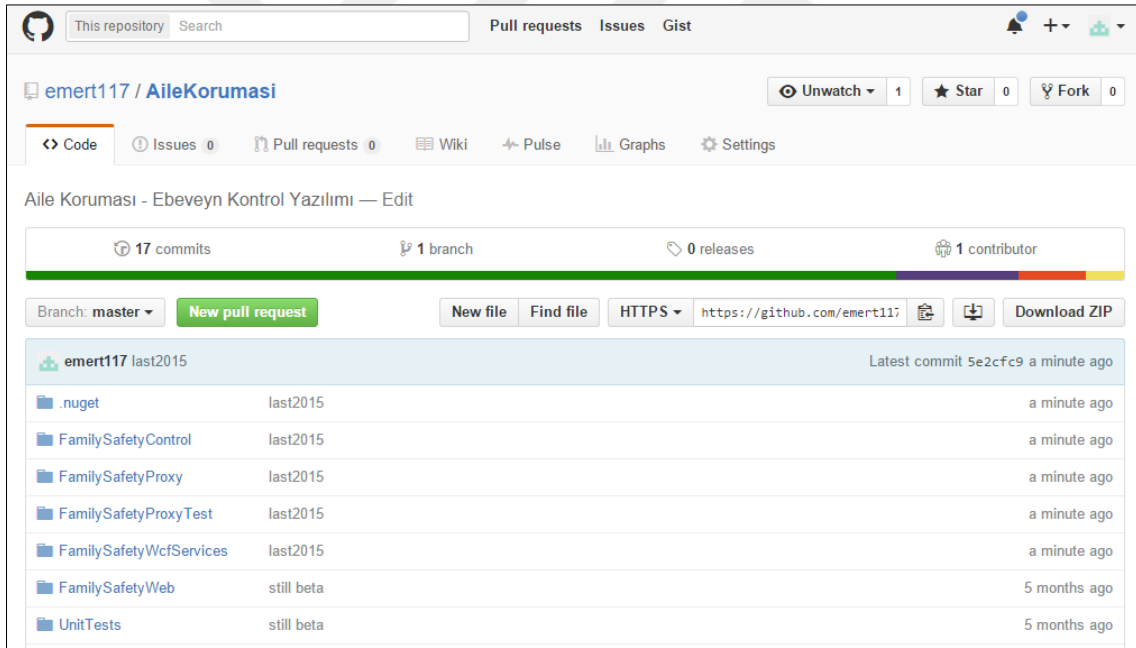 This repository Search Pull requests Issues Gist
emert117 / AileKorumasi Unwatch 1 Star 0 Fork 0
Code Issues 0 Pull requests 0 Wiki Pulse Graphs Settings
Aile Koruması - Ebeveyn Kontrol Yazılımı — Edit
17 commits 1 branch 0 releases 1 contributor
Branch: master New pull request New file Find file HTTPS https://github.com/emert117 Download ZIP
emert117 last2015 Latest commit 5e2cfc9 a minute ago
.nuget last2015 a minute ago
FamilySafetyControl last2015 a minute ago
FamilySafetyProxy last2015 a minute ago
FamilySafetyProxyTest last2015 a minute ago
FamilySafetyWcfServices last2015 a minute ago
FamilySafetyWeb still beta 5 months ago
UnitTests still beta 5 months ago